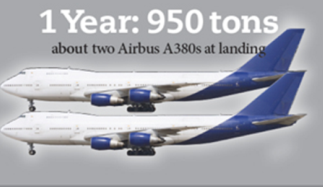 1 Year: 950 tons
about two Airbus A380s at landing